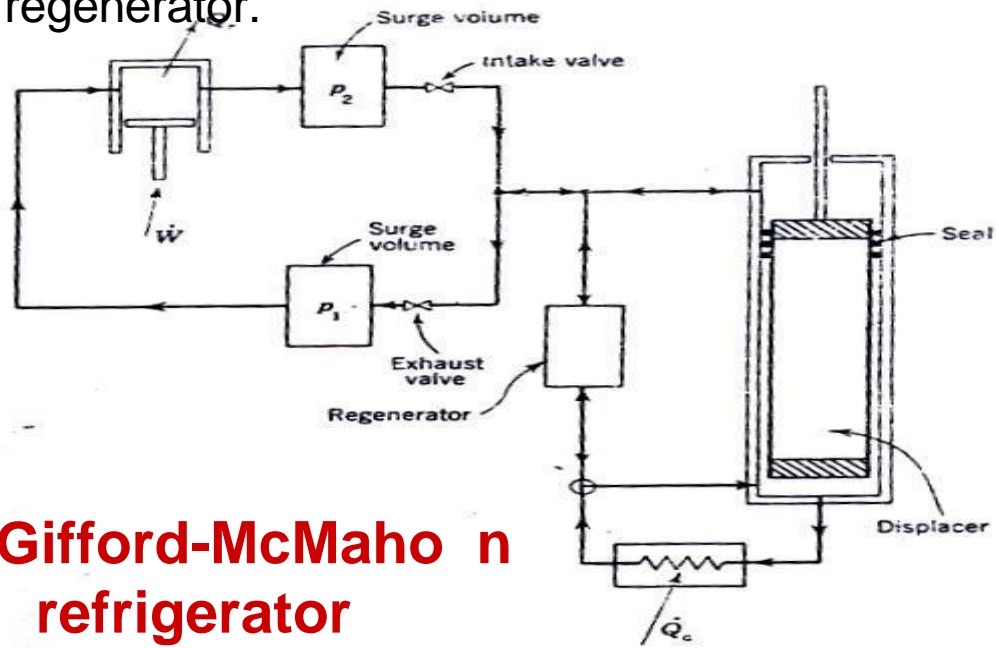 regenerator.
Surge volume
Intake valve
p₂
Ẇ
Surge
volume
Seal
p₁
Exhaust
valve
Regenerator
Displacer
Gifford-McMaho n
refrigerator
Q̇c